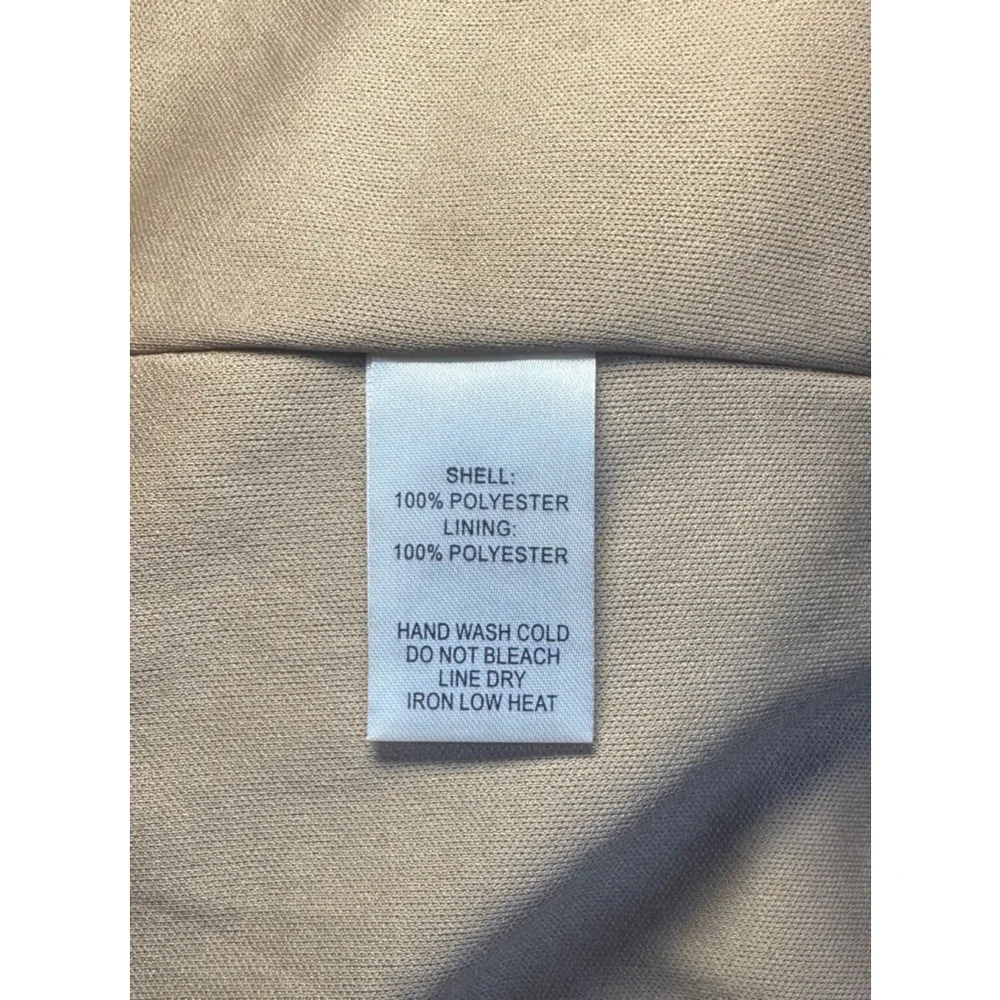 SHELL:
100% POLYESTER
LINING:
100% POLYESTER
HAND WASH COLD
DO NOT BLEACH
LINE DRY
IRON LOW HEAT